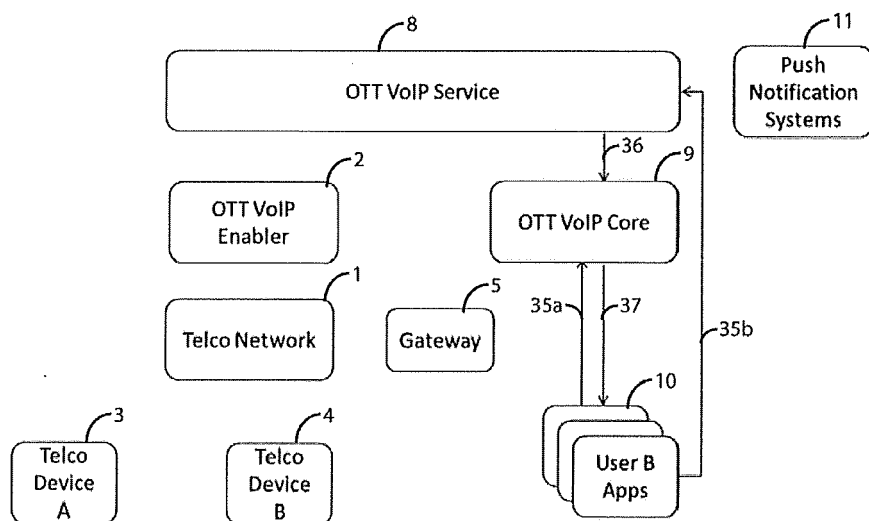 8
11
OTT VoIP Service
Push
Notification
Systems
36
9
2
OTT VoIP
Enabler
OTT VoIP Core
1
5
35a
37
35b
Telco Network
Gateway
10
3
4
Telco
Device
A
Telco
Device
B
User B
Apps